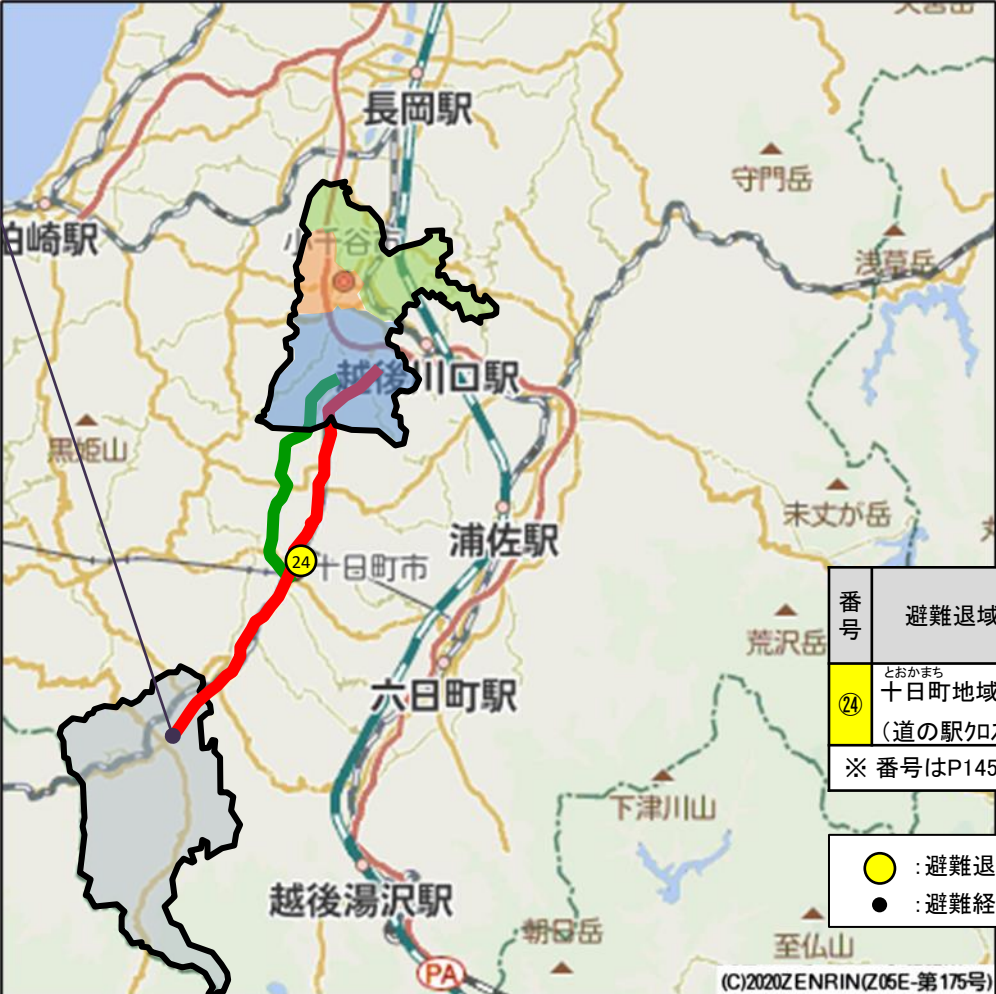 長岡駅
守門岳
柏崎駅
小千谷市
浅草岳
越後川口駅
黒姫山
未丈が岳
浦佐駅
24
十日町市
荒沢岳
六日町駅
番号
避難退域
㉔
とおかまち
十日町地域
(道の駅クロス
※ 番号はP145
下津川山
:避難退
:避難経
越後湯沢駅
朝日岳
至仏山
PA
(C)2020ZENRIN(Z05E-第175号)